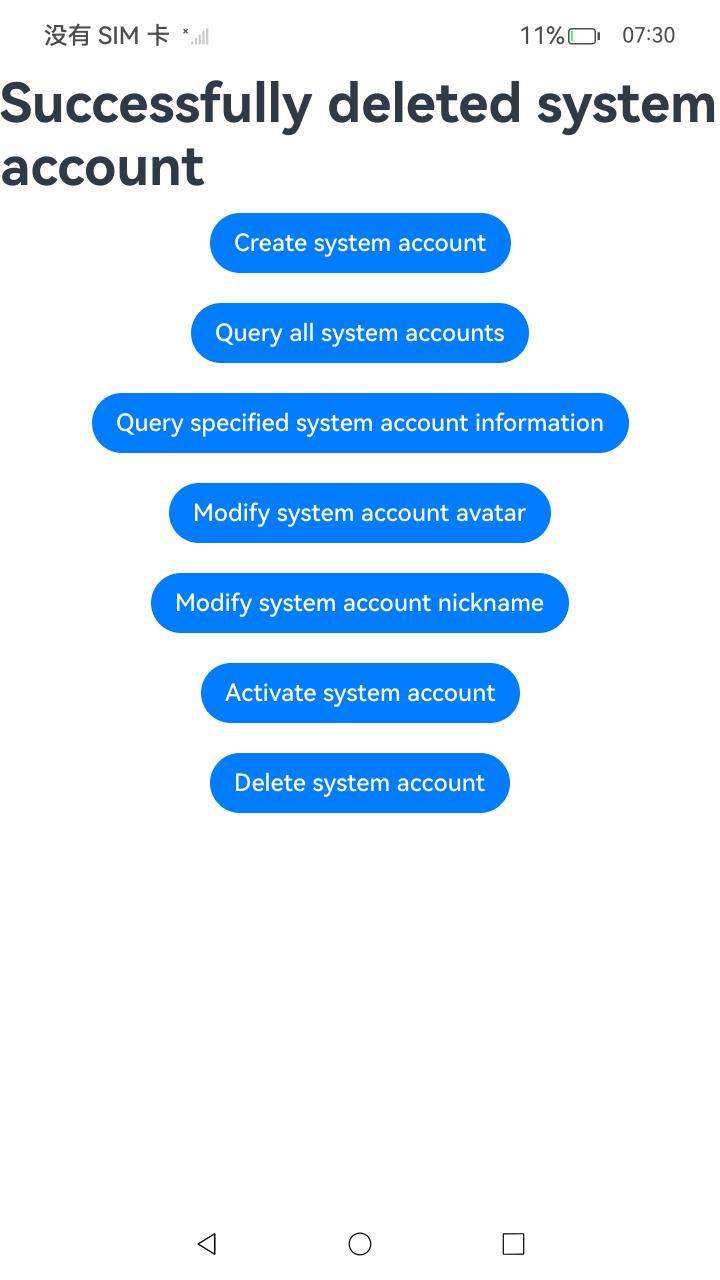 没有 SIM 卡 11% 07:30
Successfully deleted system
account
Create system account
Query all system accounts
Query specified system account information
Modify system account avatar
Modify system account nickname
Activate system account
Delete system account